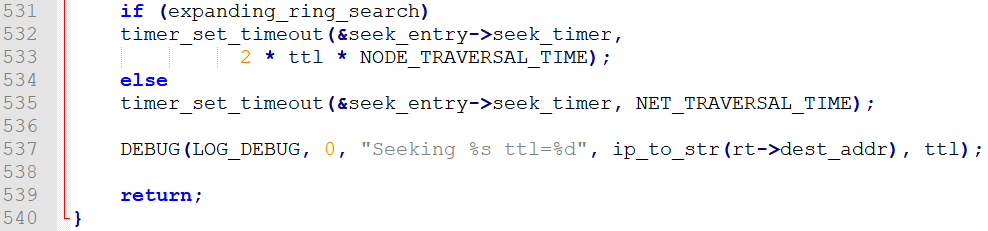 531 if (expanding_ring_search)
532 timer_set_timeout(&seek_entry->seek_timer,
533 2 * ttl * NODE_TRAVERSAL_TIME);
534 else
535 timer_set_timeout(&seek_entry->seek_timer, NET_TRAVERSAL_TIME);
536
537 DEBUG(LOG_DEBUG, 0, "Seeking %s ttl=%d", ip_to_str(rt->dest_addr), ttl);
538
539 return;
540 }